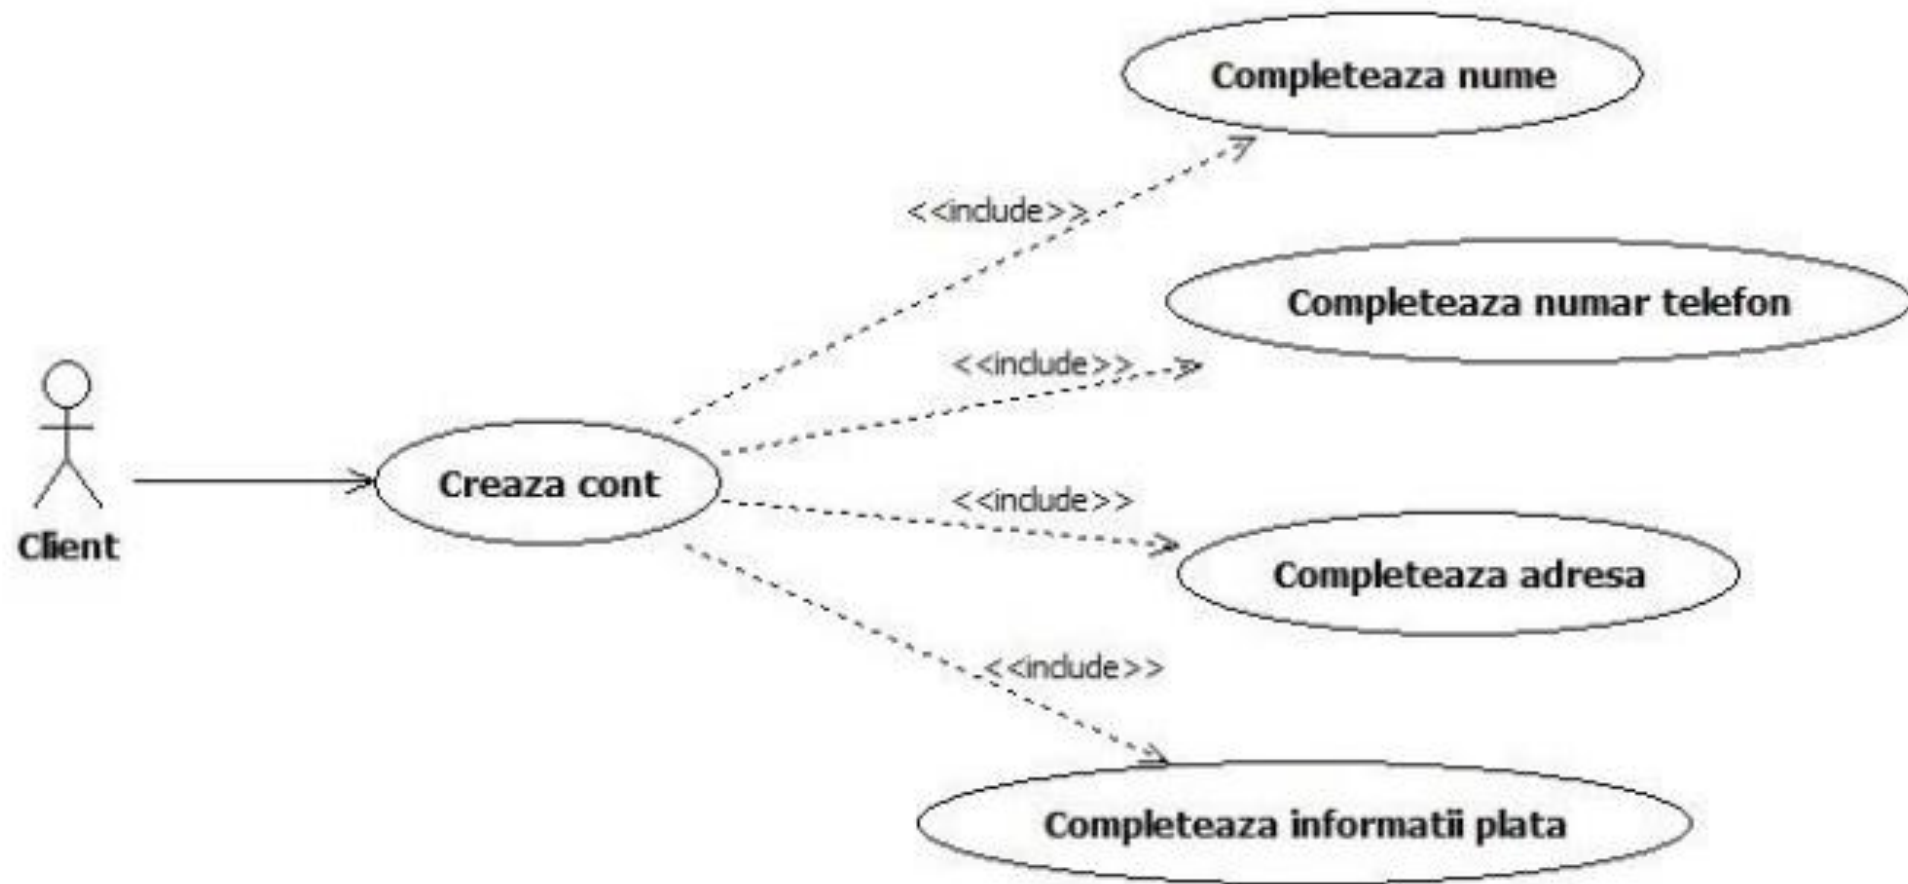 Completeaza nume
<<include>>
Completeaza numar telefon
<<include>>
Creaza cont
<<include>>
Client
Completeaza adresa
<<include>>
Completeaza informatii plata